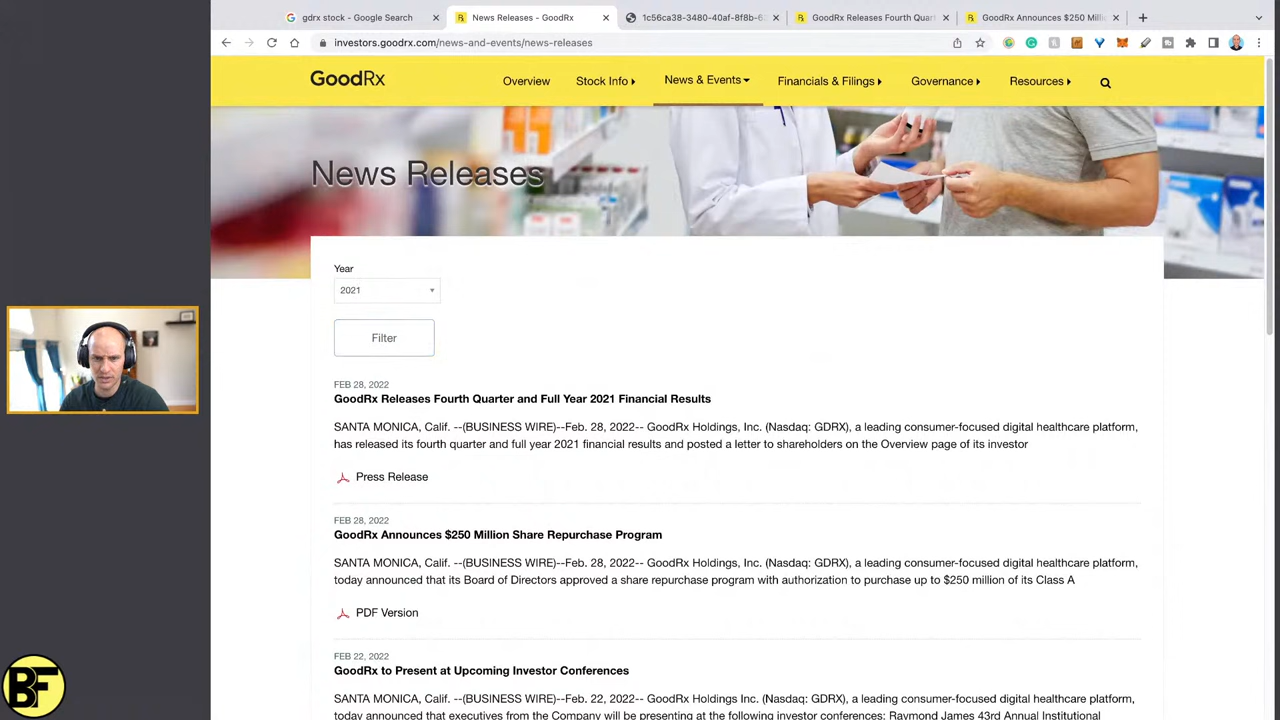 gdrx stock - Google Search
News Releases - GoodRx
1c56ca38-3480-40af-8f8b-6
GoodRx Releases Fourth Quart
GoodRx Announces $250 Milli
investors.goodrx.com/news-and-events/news-releases
GoodRx
Overview
Stock Info
News & Events
Financials & Filings
Governance
Resources
News Releases
Year
2021
Filter
FEB 28, 2022
GoodRx Releases Fourth Quarter and Full Year 2021 Financial Results
SANTA MONICA, Calif. --(BUSINESS WIRE)--Feb. 28, 2022-- GoodRx Holdings, Inc. (Nasdaq: GDRX), a leading consumer-focused digital healthcare platform,
has released its fourth quarter and full year 2021 financial results and posted a letter to shareholders on the Overview page of its investor
Press Release
FEB 28, 2022
GoodRx Announces $250 Million Share Repurchase Program
SANTA MONICA, Calif. --(BUSINESS WIRE)--Feb. 28, 2022-- GoodRx Holdings, Inc. (Nasdaq: GDRX), a leading consumer-focused digital healthcare platform,
today announced that its Board of Directors approved a share repurchase program with authorization to purchase up to $250 million of its Class A
PDF Version
FEB 22, 2022
GoodRx to Present at Upcoming Investor Conferences
SANTA MONICA, Calif. --(BUSINESS WIRE)--Feb. 22, 2022-- GoodRx Holdings Inc. (Nasdaq: GDRX), a leading consumer-focused digital healthcare platform,
today announced that executives from the Company will be presenting at the following investor conferences: Raymond James 43rd Annual Institutional
BF